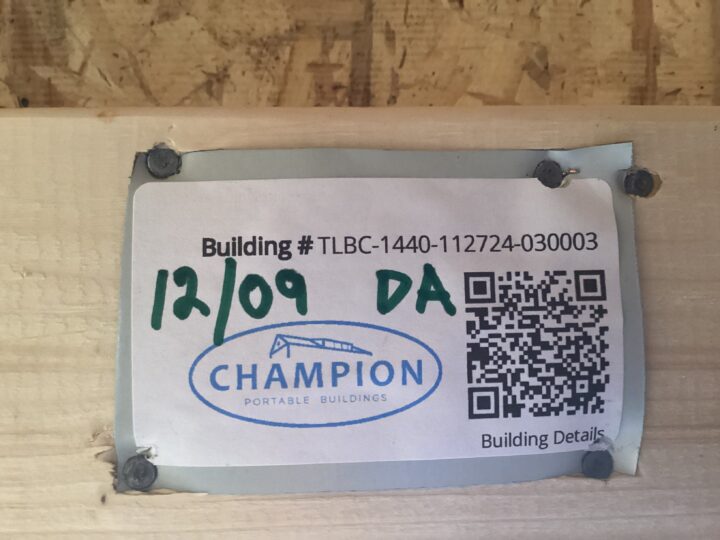 Building # TLBC-1440-112724-030003
12/09 DA
CHAMPION
PORTABLE BUILDINGS
Building Details